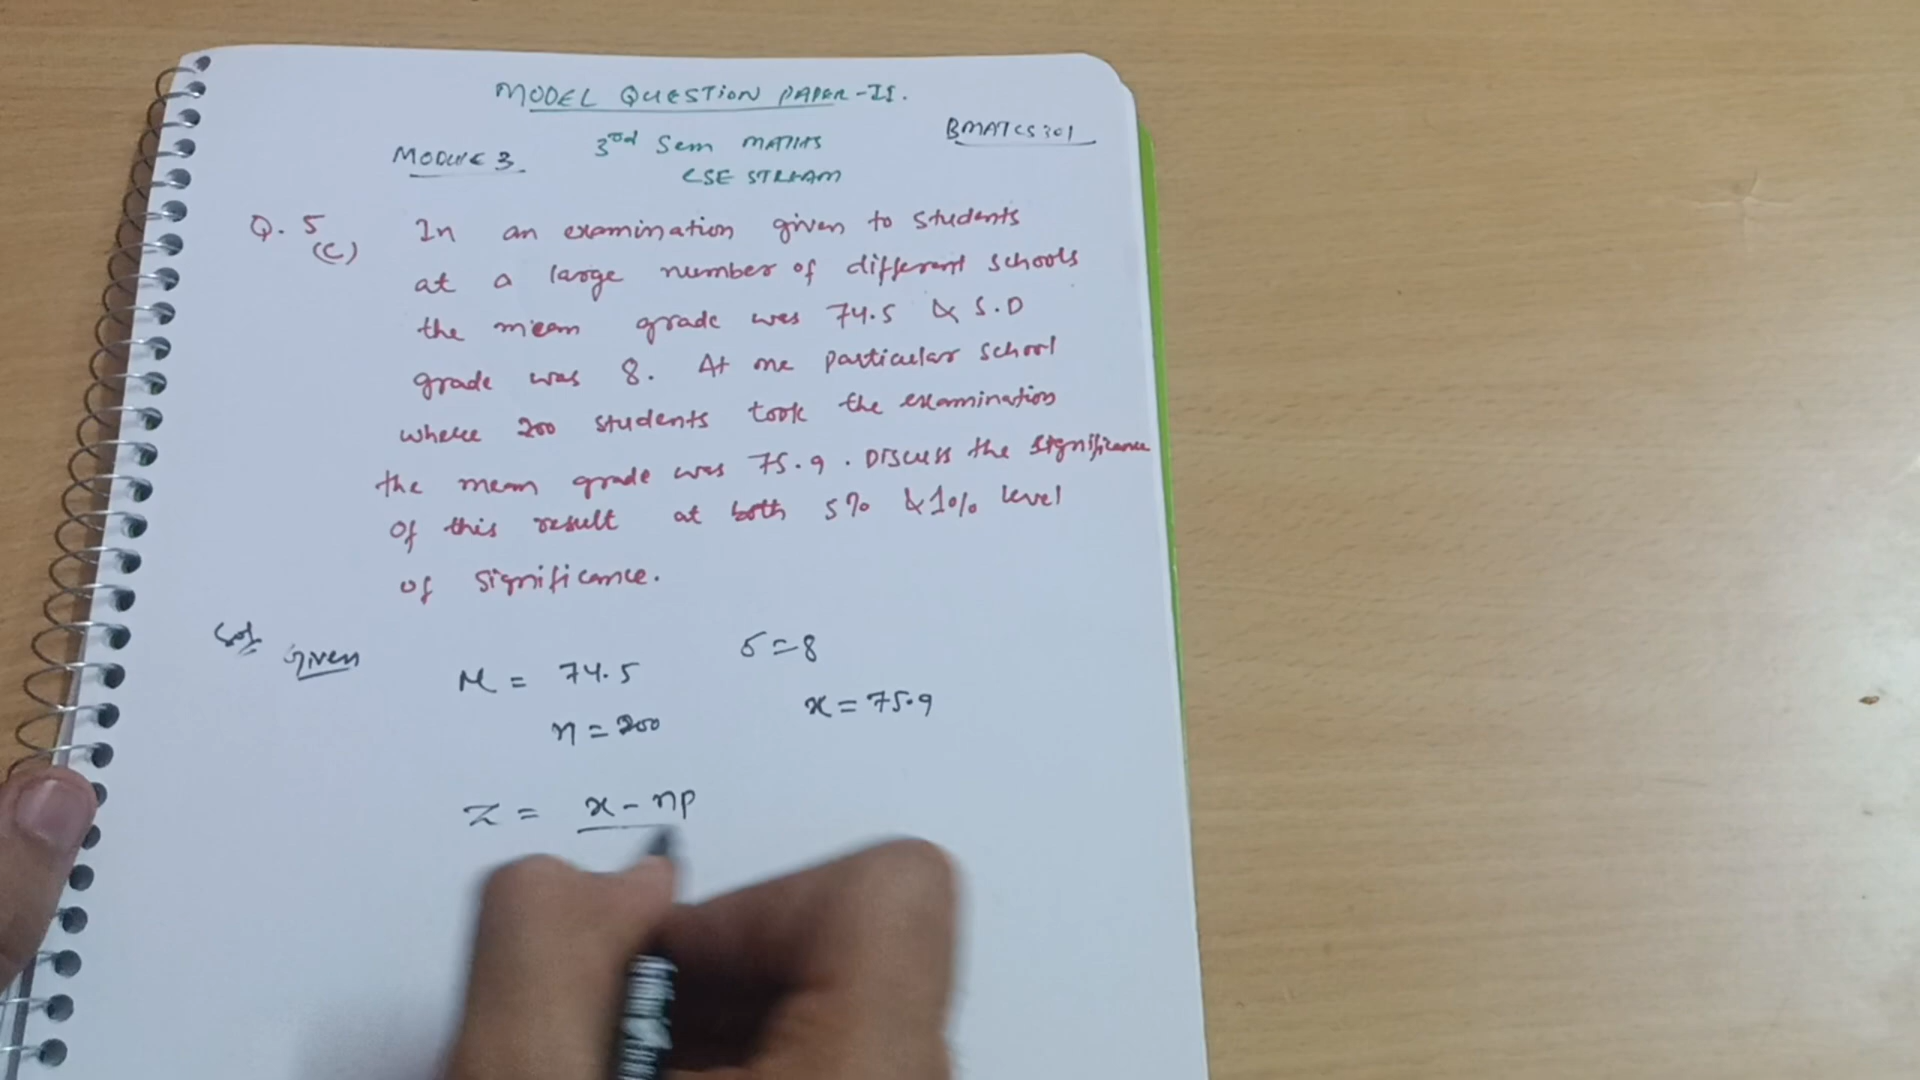 MODEL QUESTION PAPER-II.
3rd Sem MATHS
BMATCS301
MODULE 3
CSE STREAM
Q. 5 (C) In an examination given to students
at a large number of different schools
the mean grade was 74.5 & S.D
grade was 8. At one particular school
where 200 students took the examination
the mean grade was 75.9. Discuss the significance
of this result at both 5% & 1% level
of significance.
Sol Given
μ = 74.5 σ = 8
n = 200 x = 75.9
Z = x - np